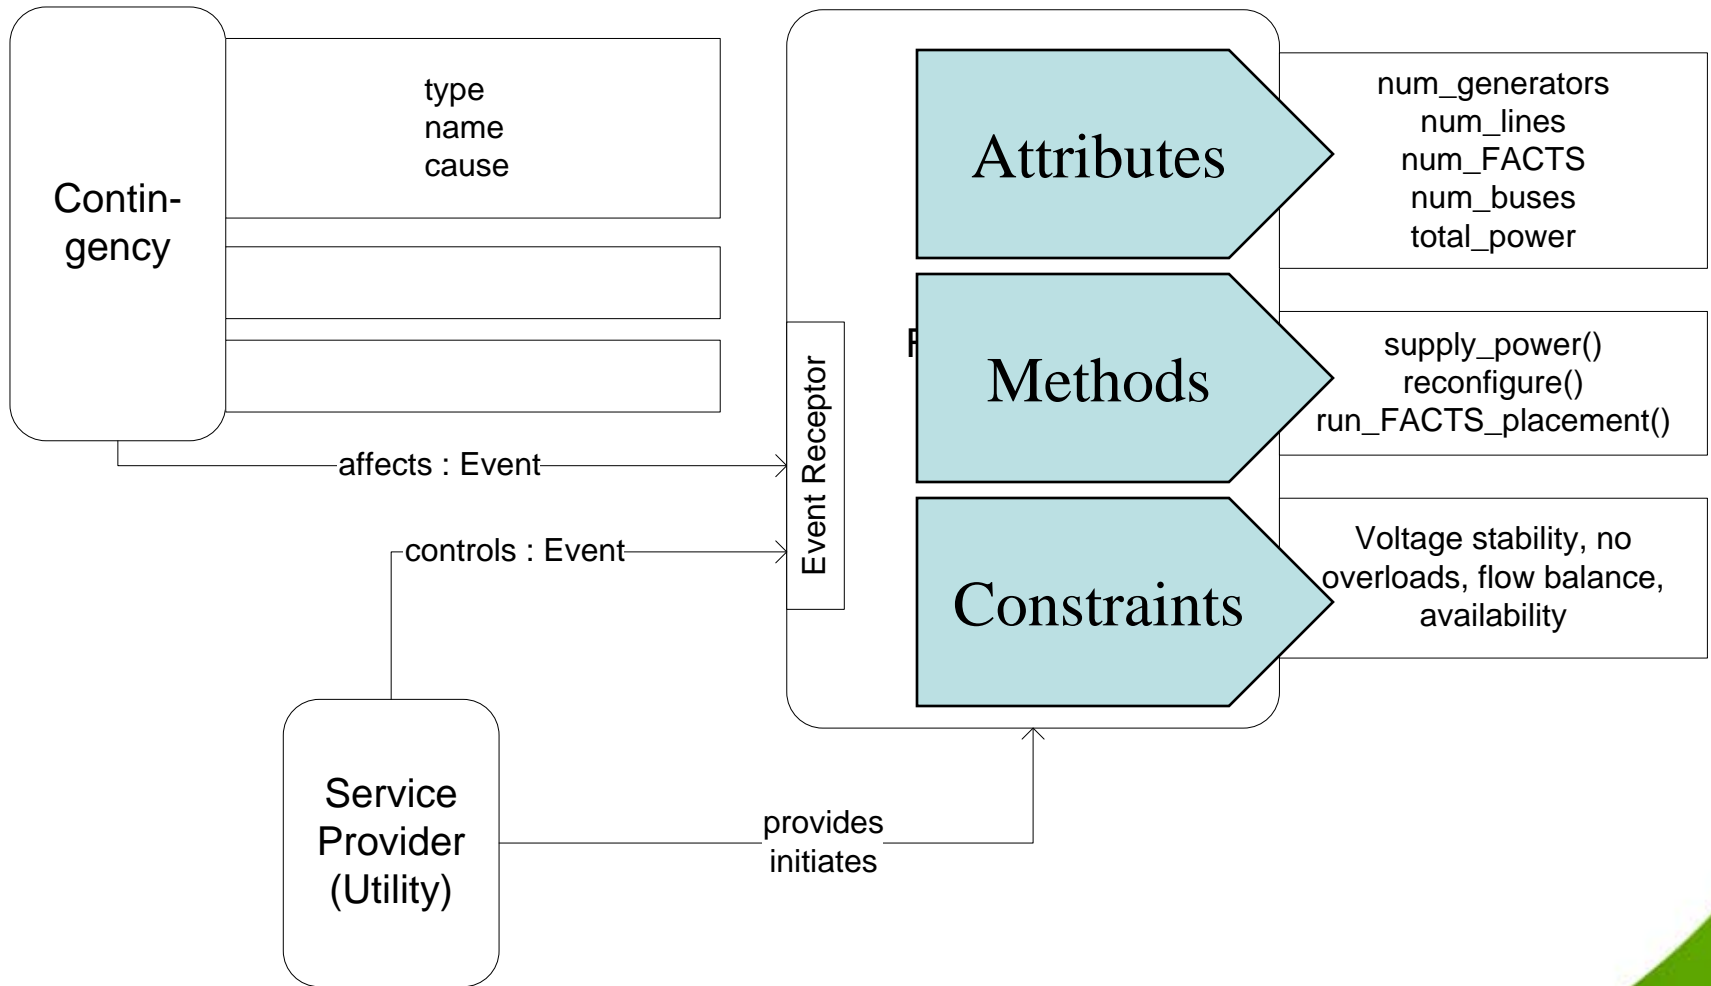 Contin-
gency
type
name
cause
affects : Event
controls : Event
Event Receptor
Attributes
Methods
Constraints
num_generators
num_lines
num_FACTS
num_buses
total_power
supply_power()
reconfigure()
run_FACTS_placement()
Voltage stability, no
overloads, flow balance,
availability
Service
Provider
(Utility)
provides
initiates